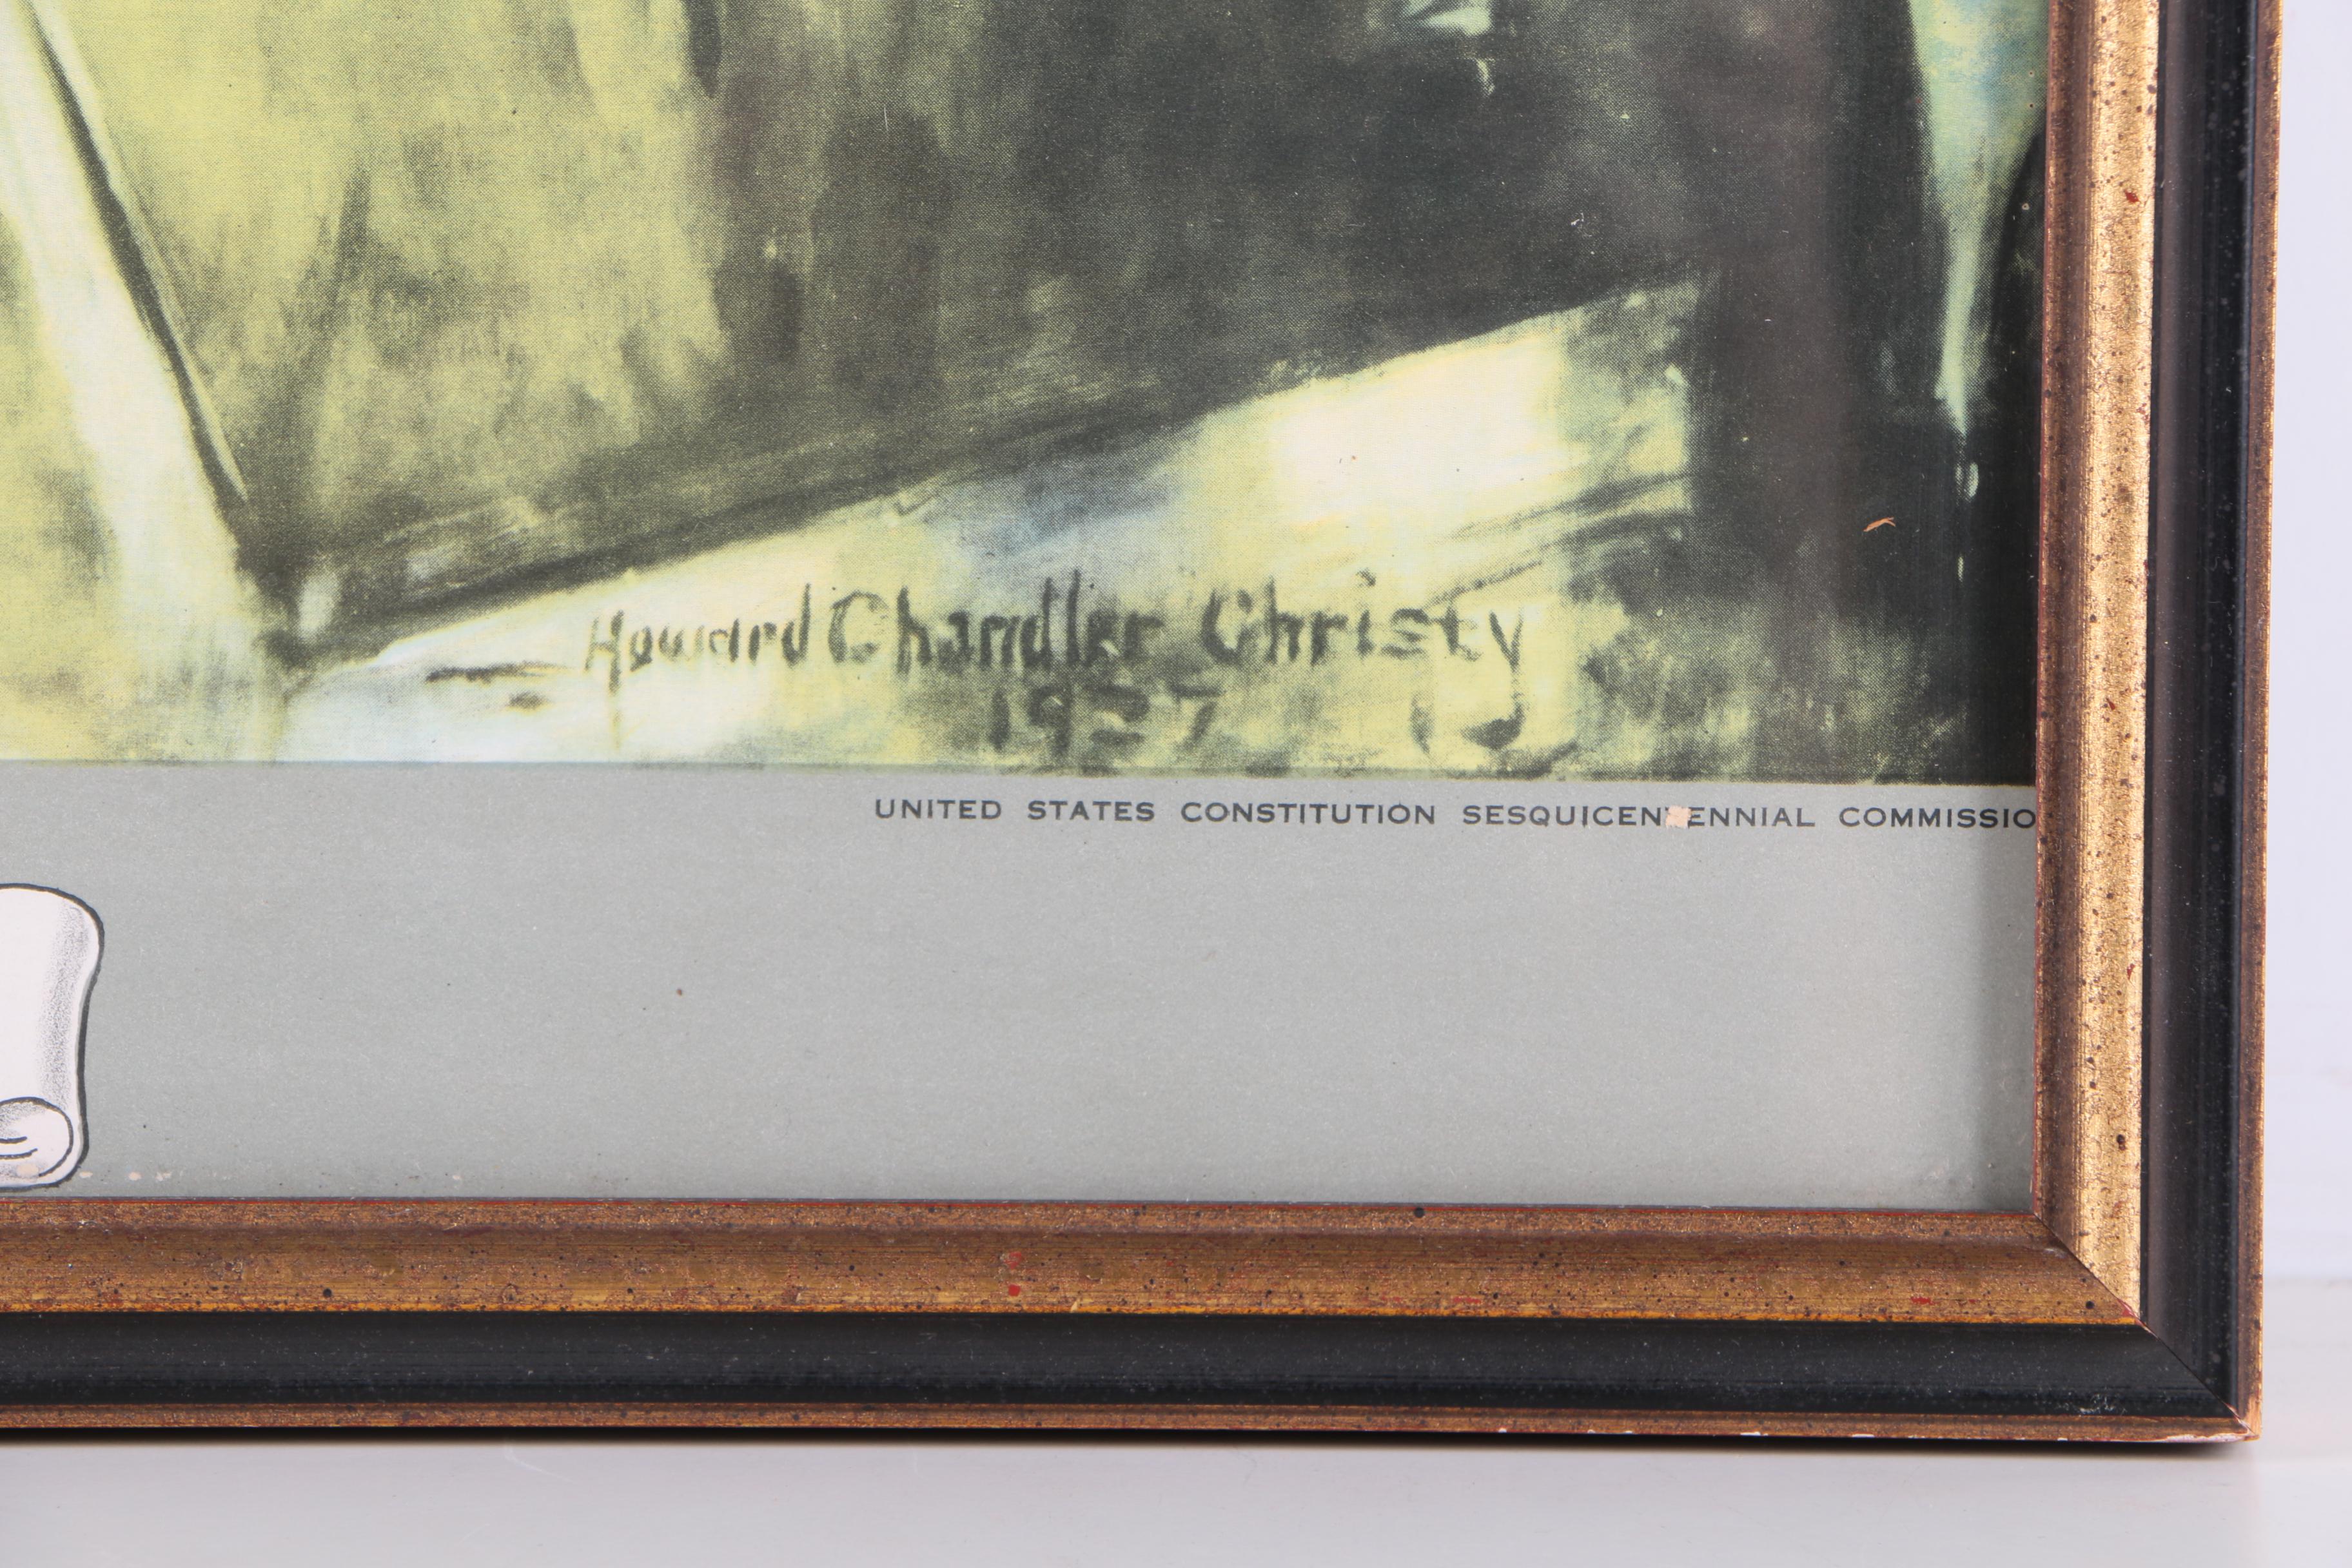 Howard Chandler Christy
1937
UNITED STATES CONSTITUTION SESQUICENTENNIAL COMMISSIO